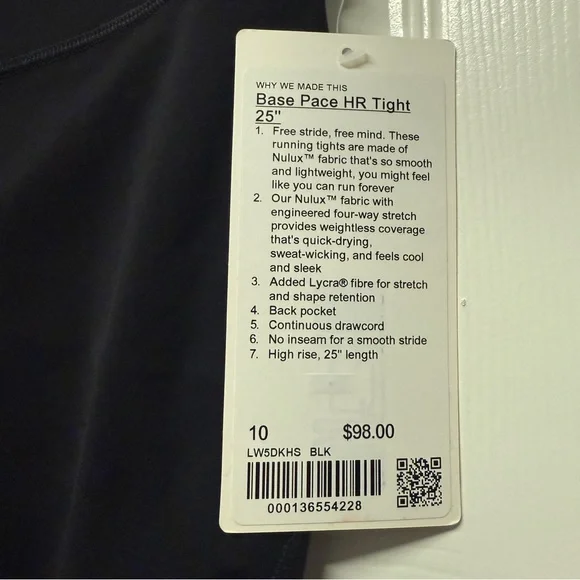 WHY WE MADE THIS
Base Pace HR Tight
25"
1. Free stride, free mind. These
running tights are made of
Nulux™ fabric that's so smooth
and lightweight, you might feel
like you can run forever
2. Our Nulux™ fabric with
engineered four-way stretch
provides weightless coverage
that's quick-drying,
sweat-wicking, and feels cool
and sleek
3. Added Lycra® fibre for stretch
and shape retention
4. Back pocket
5. Continuous drawcord
6. No inseam for a smooth stride
7. High rise, 25" length
10 $98.00
LW5DKHS BLK
000136554228